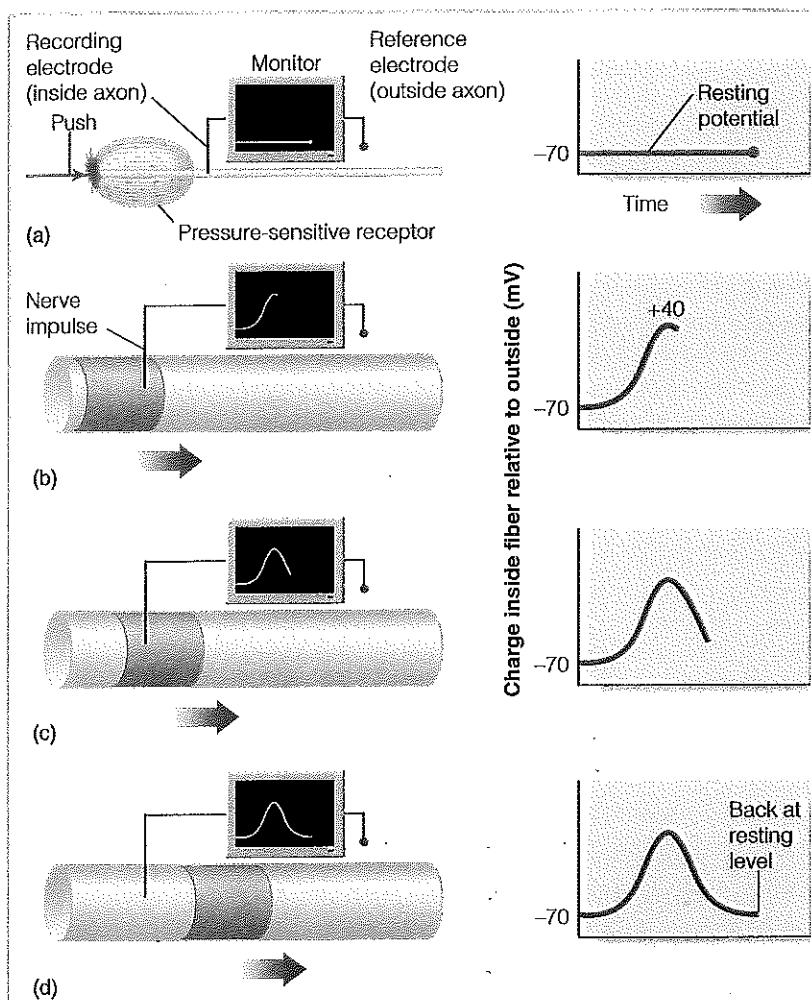 Recording
electrode
(inside axon)
Monitor
Reference
electrode
(outside axon)
Push
Pressure-sensitive receptor
(a)
Resting
potential
–70
Time
Nerve
impulse
(b)
Charge inside fiber relative to outside (mV)
+40
–70
(c)
–70
(d)
Back at
resting
level
–70